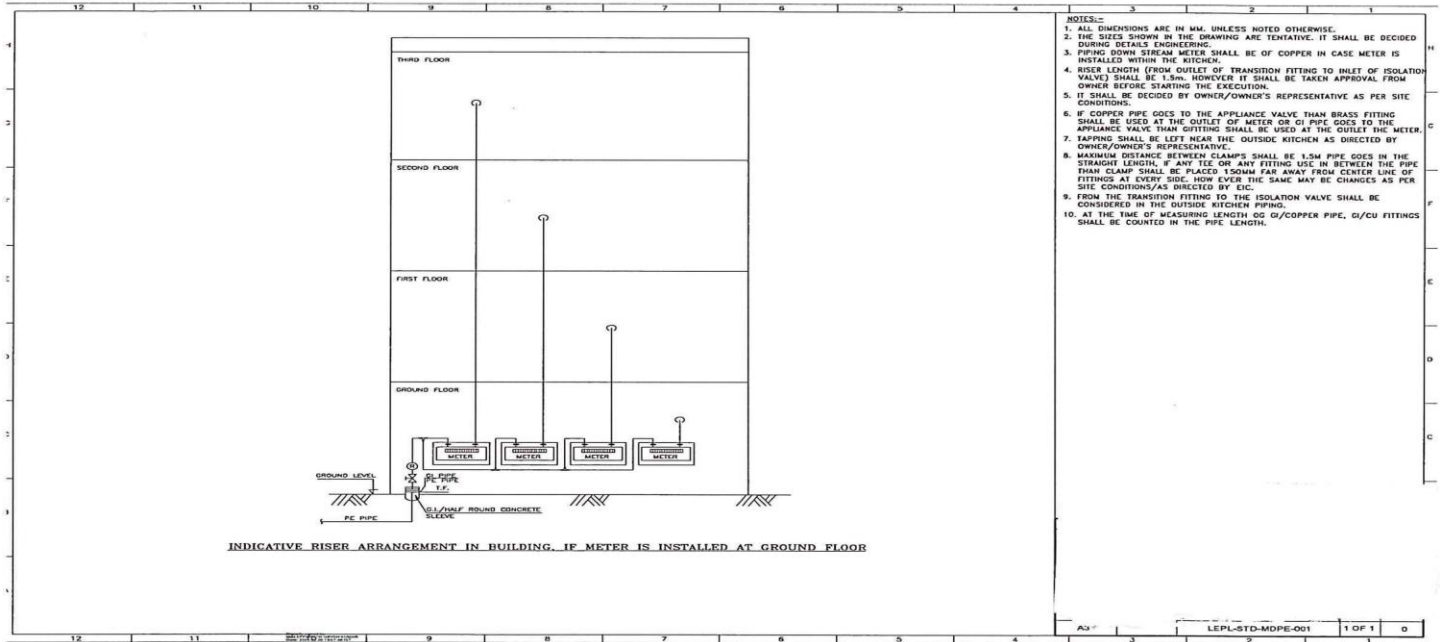 12 11 10 9 8 7 6 5 4 3 2 1
NOTES:-
1. ALL DIMENSIONS ARE IN MM. UNLESS NOTED OTHERWISE.
2. THE SIZES SHOWN IN THE DRAWING ARE TENTATIVE. IT SHALL BE DECIDED
DURING DETAILS ENGINEERING.
3. PIPING DOWN STREAM METER SHALL BE OF COPPER IN CASE METER IS
INSTALLED WITHIN THE KITCHEN.
4. RISER LENGTH (FROM OUTLET OF TRANSITION FITTING TO INLET OF ISOLATION
VALVE) SHALL BE 1.5m. HOWEVER IT SHALL BE TAKEN APPROVAL FROM
OWNER BEFORE STARTING THE EXECUTION.
5. IT SHALL BE DECIDED BY OWNER/OWNER'S REPRESENTATIVE AS PER SITE
CONDITIONS.
6. IF COPPER PIPE GOES TO THE APPLIANCE VALVE THAN BRASS FITTING
SHALL BE USED AT THE OUTLET OF METER OR GI PIPE GOES TO THE
APPLIANCE VALVE THAN GIFITTING SHALL BE USED AT THE OUTLET THE METER.
7. TAPPING SHALL BE LEFT NEAR THE OUTSIDE KITCHEN AS DIRECTED BY
OWNER/OWNER'S REPRESENTATIVE.
8. MAXIMUM DISTANCE BETWEEN CLAMPS SHALL BE 1.5M PIPE GOES IN THE
STRAIGHT LENGTH, IF ANY TEE OR ANY FITTING USE IN BETWEEN THE PIPE
THAN CLAMP SHALL BE PLACED 150MM FAR AWAY FROM CENTER LINE OF
FITTINGS AT EVERY SIDE. HOW EVER THE SAME MAY BE CHANGES AS PER
SITE CONDITIONS/AS DIRECTED BY EIC.
9. FROM THE TRANSITION FITTING TO THE ISOLATION VALVE SHALL BE
CONSIDERED IN THE OUTSIDE KITCHEN PIPING.
10. AT THE TIME OF MEASURING LENGTH OG GI/COPPER PIPE, GI/CU FITTINGS
SHALL BE COUNTED IN THE PIPE LENGTH.
H
G
F
E
D
C
THIRD FLOOR
SECOND FLOOR
FIRST FLOOR
GROUND FLOOR
METER METER METER METER
R
GROUND LEVEL
GI PIPE
PE PIPE
T.F.
G.I./HALF ROUND CONCRETE
SLEEVE
PE PIPE
INDICATIVE RISER ARRANGEMENT IN BUILDING, IF METER IS INSTALLED AT GROUND FLOOR
A3 LEPL-STD-MDPE-001 1 OF 1 0
12 11 10 9 8 7 6 5 4 3 2 1